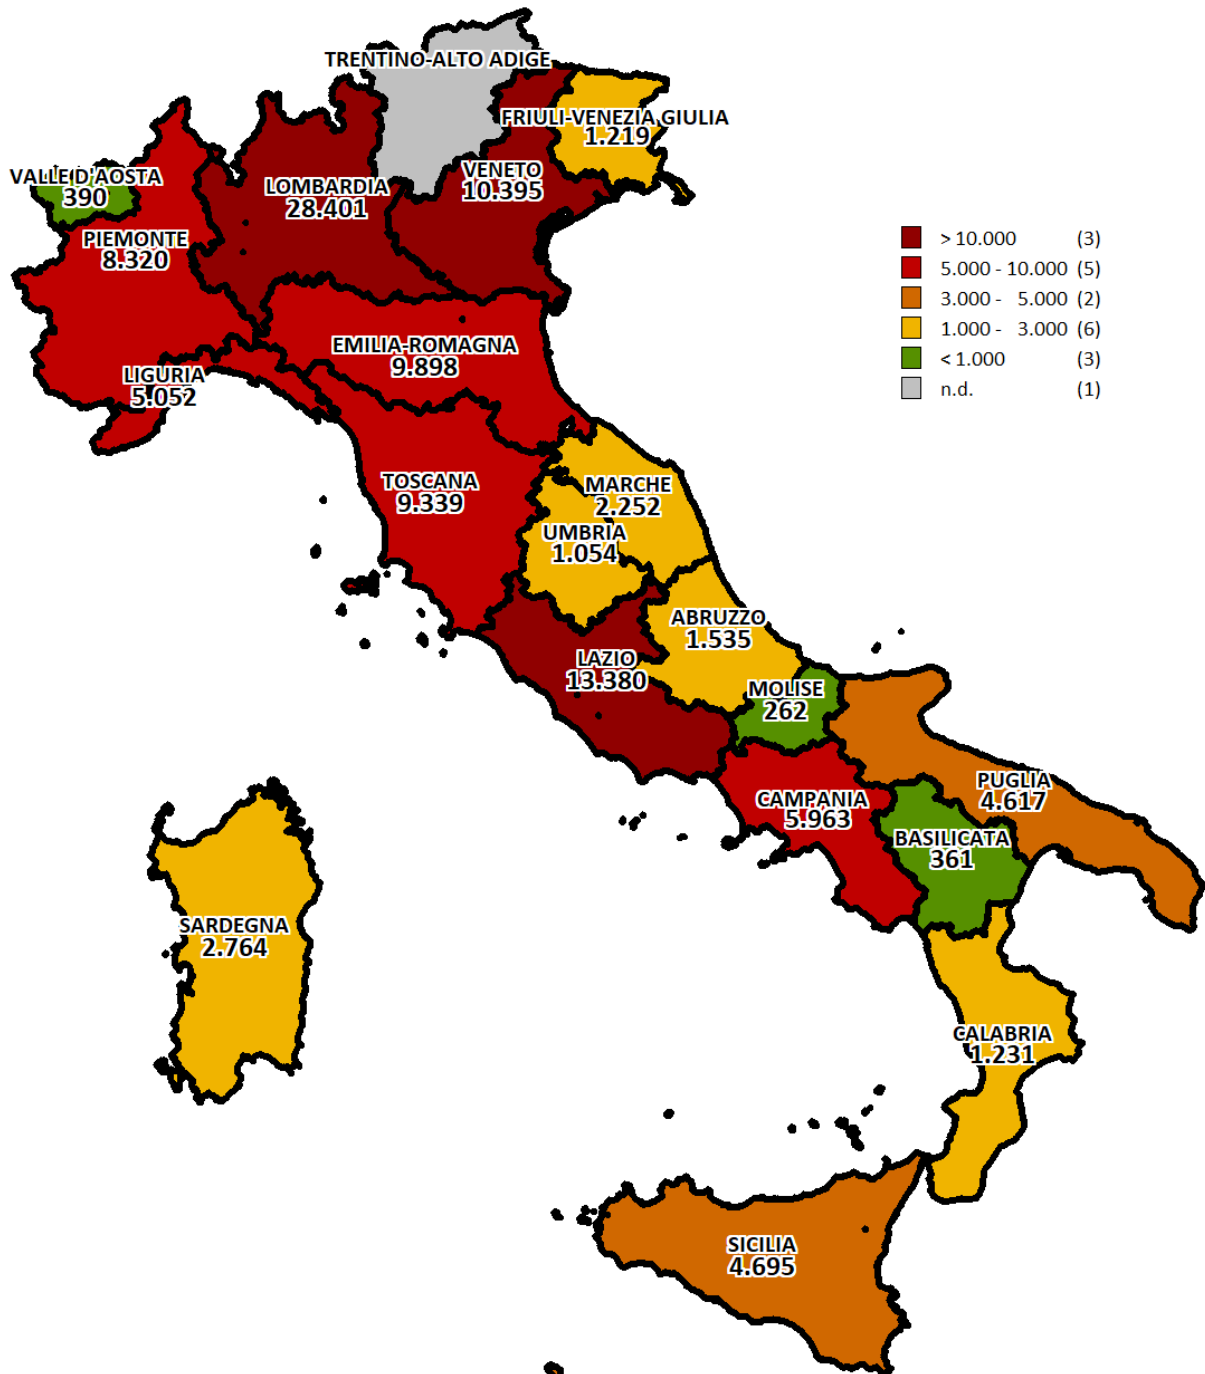 TRENTINO-ALTO ADIGE
FRIULI-VENEZIA GIULIA
1.219
VALLE D'AOSTA
390
LOMBARDIA
28.401
VENETO
10.395
PIEMONTE
8.320
> 10.000 (3)
5.000 - 10.000 (5)
3.000 - 5.000 (2)
1.000 - 3.000 (6)
< 1.000 (3)
n.d. (1)
EMILIA-ROMAGNA
9.898
LIGURIA
5.052
TOSCANA
9.339
MARCHE
2.252
UMBRIA
1.054
ABRUZZO
1.535
LAZIO
13.380
MOLISE
262
PUGLIA
4.617
CAMPANIA
5.963
BASILICATA
361
SARDEGNA
2.764
CALABRIA
1.231
SICILIA
4.695